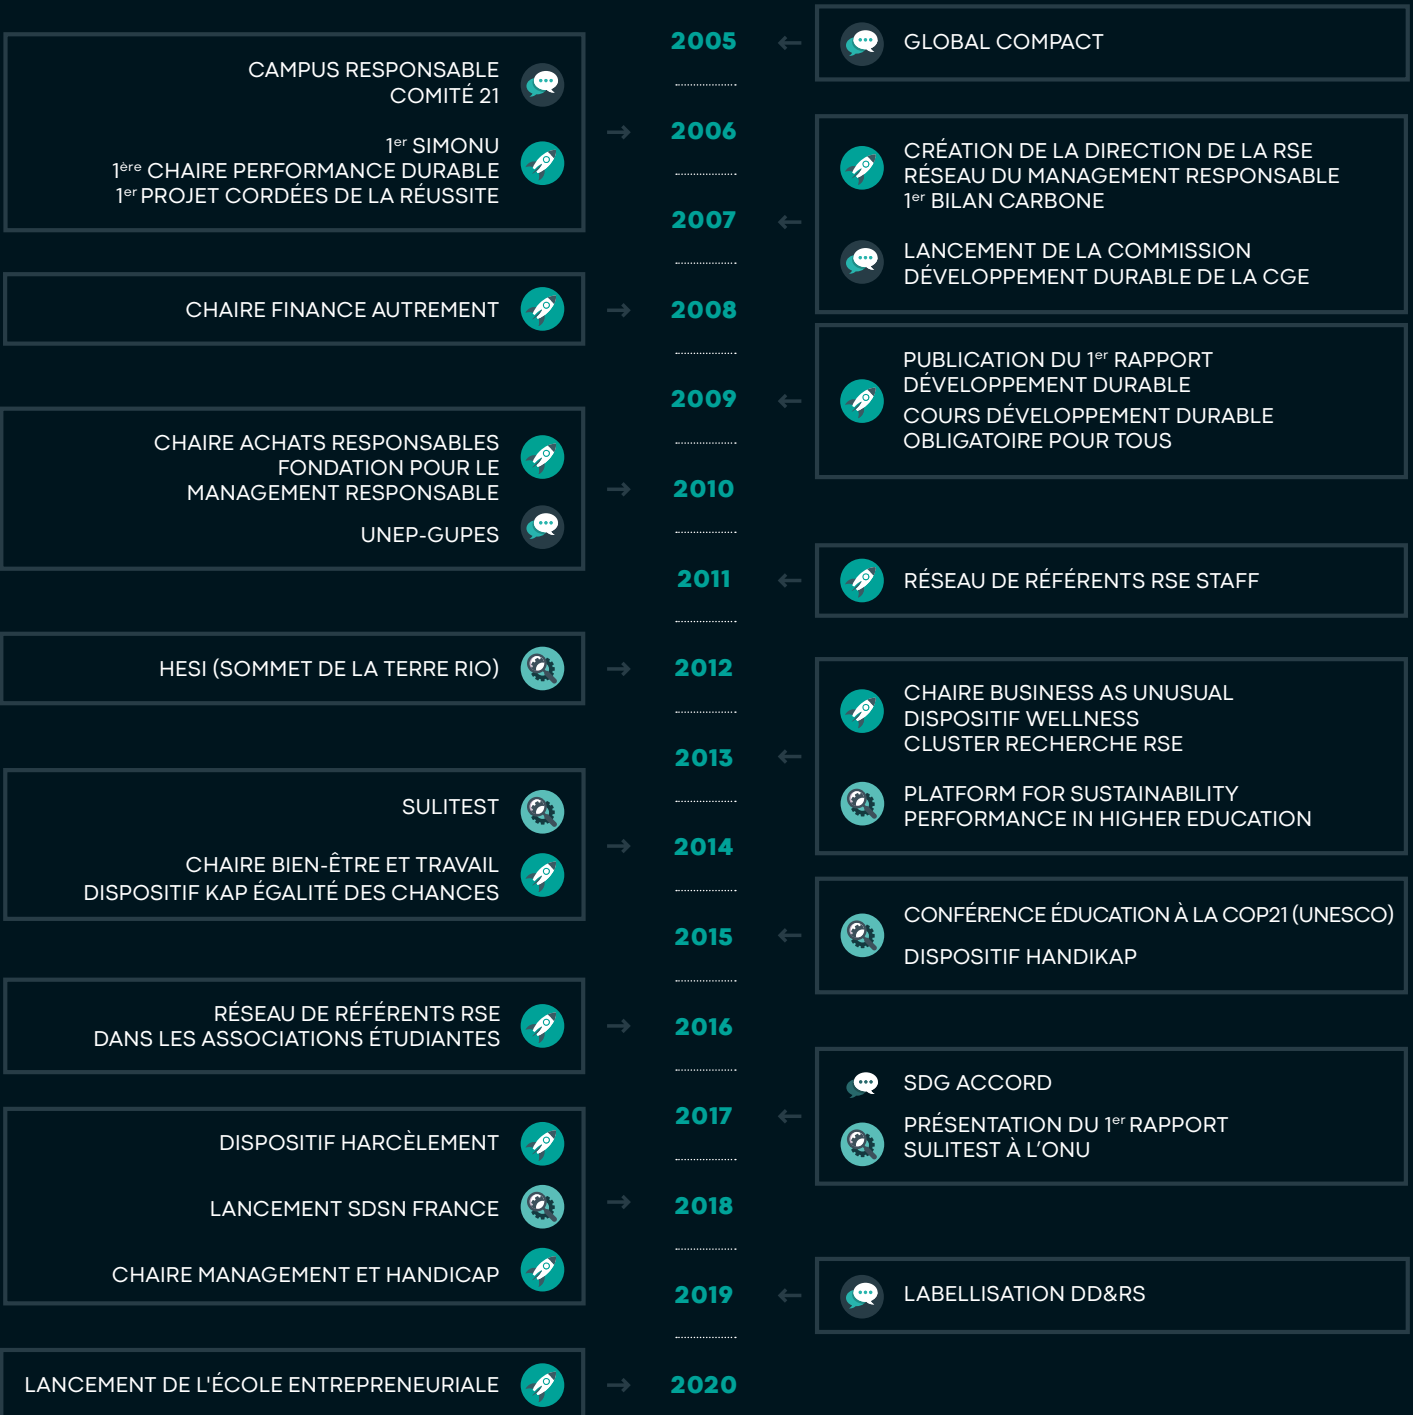 2005
GLOBAL COMPACT
CAMPUS RESPONSABLE
COMITÉ 21
1er SIMONU
1ère CHAIRE PERFORMANCE DURABLE
1er PROJET CORDÉES DE LA RÉUSSITE
2006
2007
CRÉATION DE LA DIRECTION DE LA RSE
RÉSEAU DU MANAGEMENT RESPONSABLE
1er BILAN CARBONE
LANCEMENT DE LA COMMISSION
DÉVELOPPEMENT DURABLE DE LA CGE
CHAIRE FINANCE AUTREMENT
2008
2009
PUBLICATION DU 1er RAPPORT
DÉVELOPPEMENT DURABLE
COURS DÉVELOPPEMENT DURABLE
OBLIGATOIRE POUR TOUS
CHAIRE ACHATS RESPONSABLES
FONDATION POUR LE
MANAGEMENT RESPONSABLE
UNEP-GUPES
2010
2011
RÉSEAU DE RÉFÉRENTS RSE STAFF
HESI (SOMMET DE LA TERRE RIO)
2012
2013
CHAIRE BUSINESS AS UNUSUAL
DISPOSITIF WELLNESS
CLUSTER RECHERCHE RSE
PLATFORM FOR SUSTAINABILITY
PERFORMANCE IN HIGHER EDUCATION
SULITEST
CHAIRE BIEN-ÊTRE ET TRAVAIL
DISPOSITIF KAP ÉGALITÉ DES CHANCES
2014
2015
CONFÉRENCE ÉDUCATION À LA COP21 (UNESCO)
DISPOSITIF HANDIKAP
RÉSEAU DE RÉFÉRENTS RSE
DANS LES ASSOCIATIONS ÉTUDIANTES
2016
2017
SDG ACCORD
PRÉSENTATION DU 1er RAPPORT
SULITEST À L'ONU
DISPOSITIF HARCÈLEMENT
LANCEMENT SDSN FRANCE
CHAIRE MANAGEMENT ET HANDICAP
2018
2019
LABELLISATION DD&RS
LANCEMENT DE L'ÉCOLE ENTREPRENEURIALE
2020